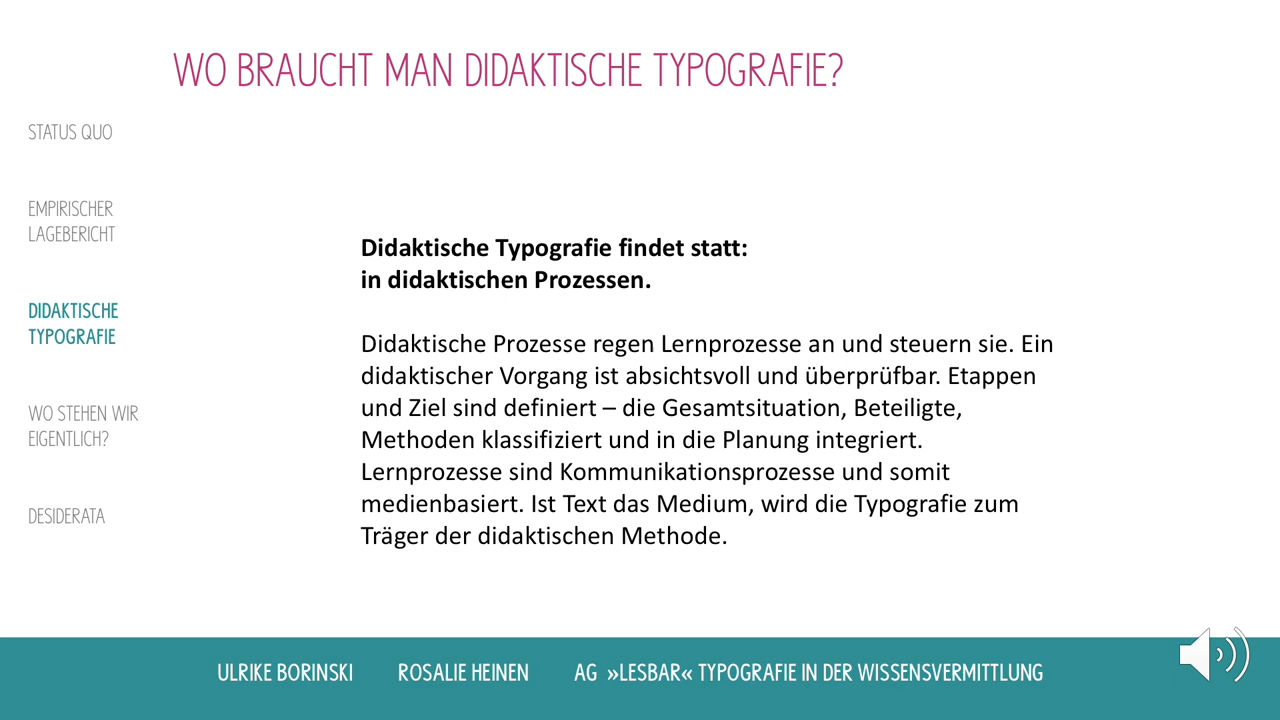 WO BRAUCHT MAN DIDAKTISCHE TYPOGRAFIE?
STATUS QUO
EMPIRISCHER
LAGEBERICHT
DIDAKTISCHE
TYPOGRAFIE
WO STEHEN WIR
EIGENTLICH?
DESIDERATA
Didaktische Typografie findet statt:
in didaktischen Prozessen.
Didaktische Prozesse regen Lernprozesse an und steuern sie. Ein
didaktischer Vorgang ist absichtsvoll und überprüfbar. Etappen
und Ziel sind definiert – die Gesamtsituation, Beteiligte,
Methoden klassifiziert und in die Planung integriert.
Lernprozesse sind Kommunikationsprozesse und somit
medienbasiert. Ist Text das Medium, wird die Typografie zum
Träger der didaktischen Methode.
ULRIKE BORINSKI ROSALIE HEINEN AG »LESBAR« TYPOGRAFIE IN DER WISSENSVERMITTLUNG